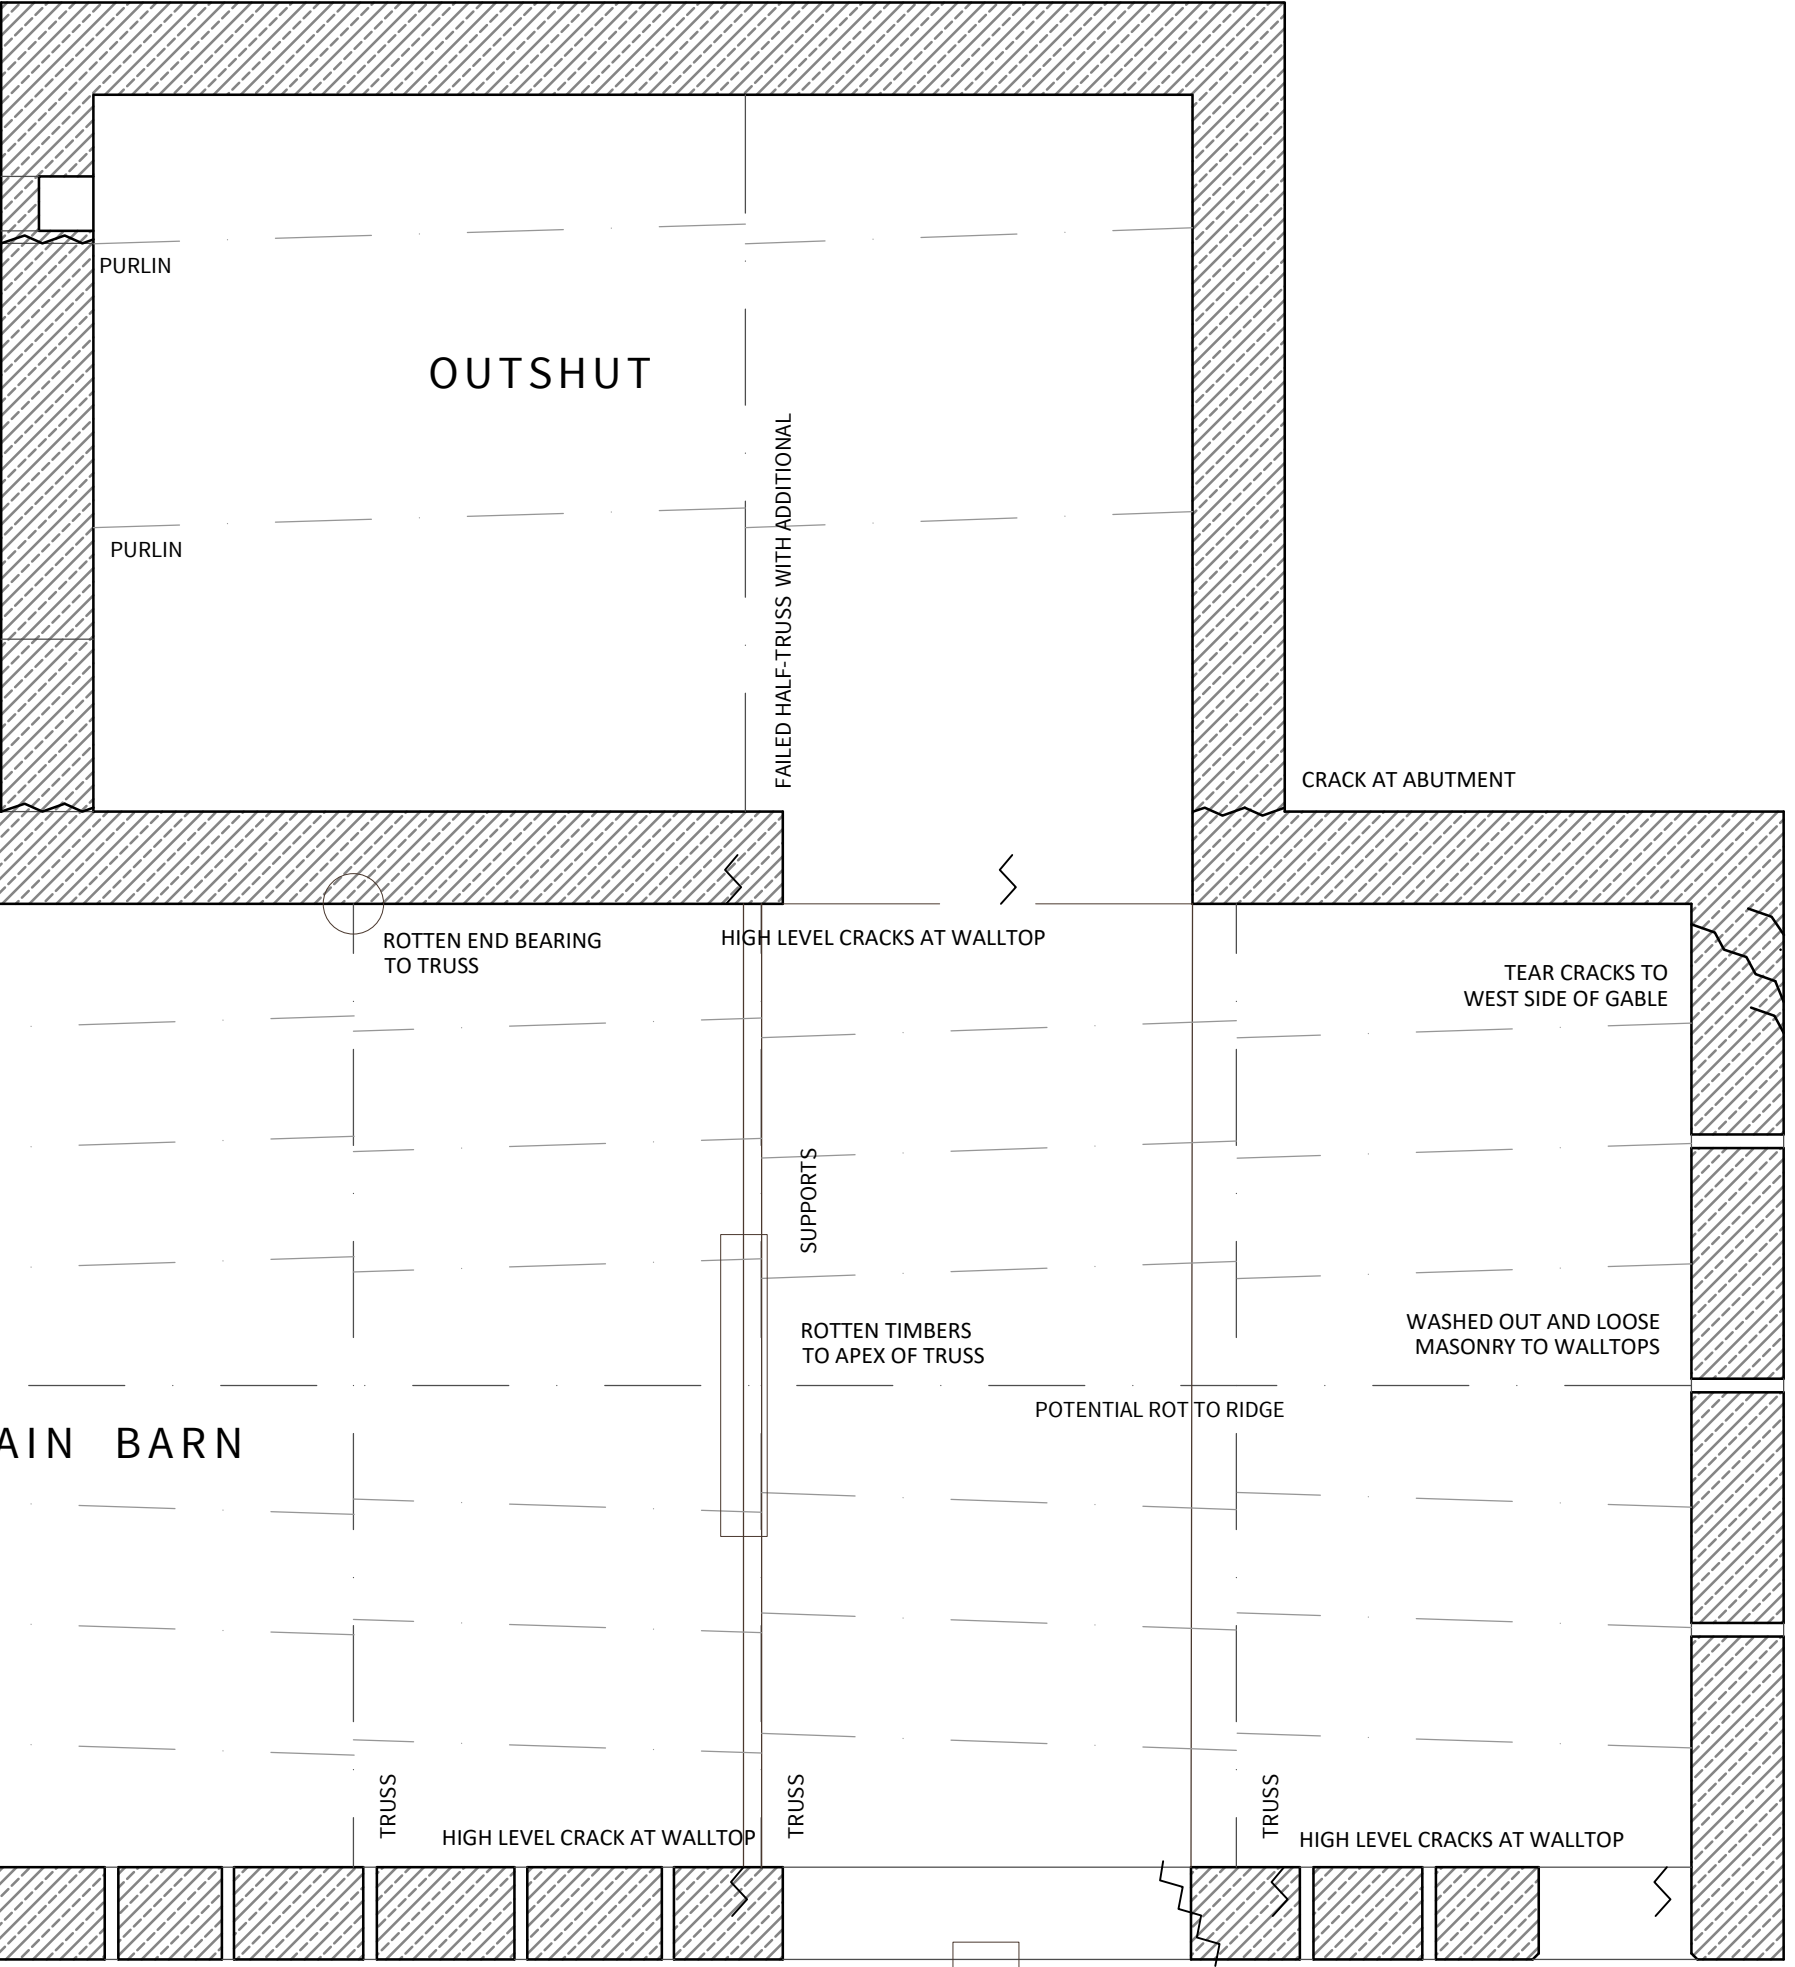 PURLIN
OUTSHUT
FAILED HALF-TRUSS WITH ADDITIONAL
PURLIN
CRACK AT ABUTMENT
ROTTEN END BEARING
TO TRUSS
HIGH LEVEL CRACKS AT WALLTOP
TEAR CRACKS TO
WEST SIDE OF GABLE
SUPPORTS
ROTTEN TIMBERS
TO APEX OF TRUSS
WASHED OUT AND LOOSE
MASONRY TO WALLTOPS
POTENTIAL ROT TO RIDGE
AIN BARN
TRUSS
TRUSS
TRUSS
HIGH LEVEL CRACK AT WALLTOP
HIGH LEVEL CRACKS AT WALLTOP